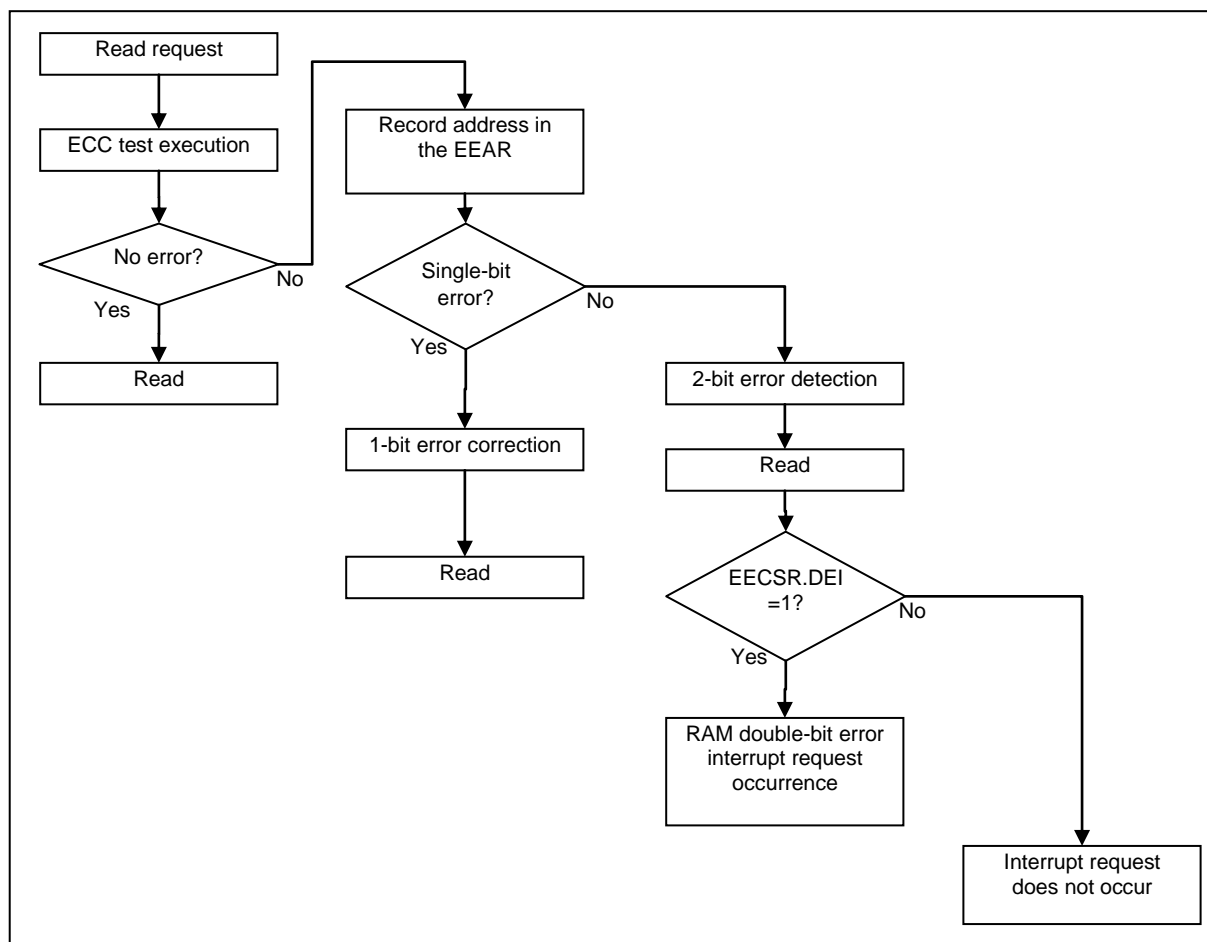 Read request
ECC test execution
No error?
No
Yes
Read
Record address in
the EEAR
Single-bit
error?
No
Yes
1-bit error correction
Read
2-bit error detection
Read
EECSR.DEI
=1?
No
Yes
RAM double-bit error
interrupt request
occurrence
Interrupt request
does not occur